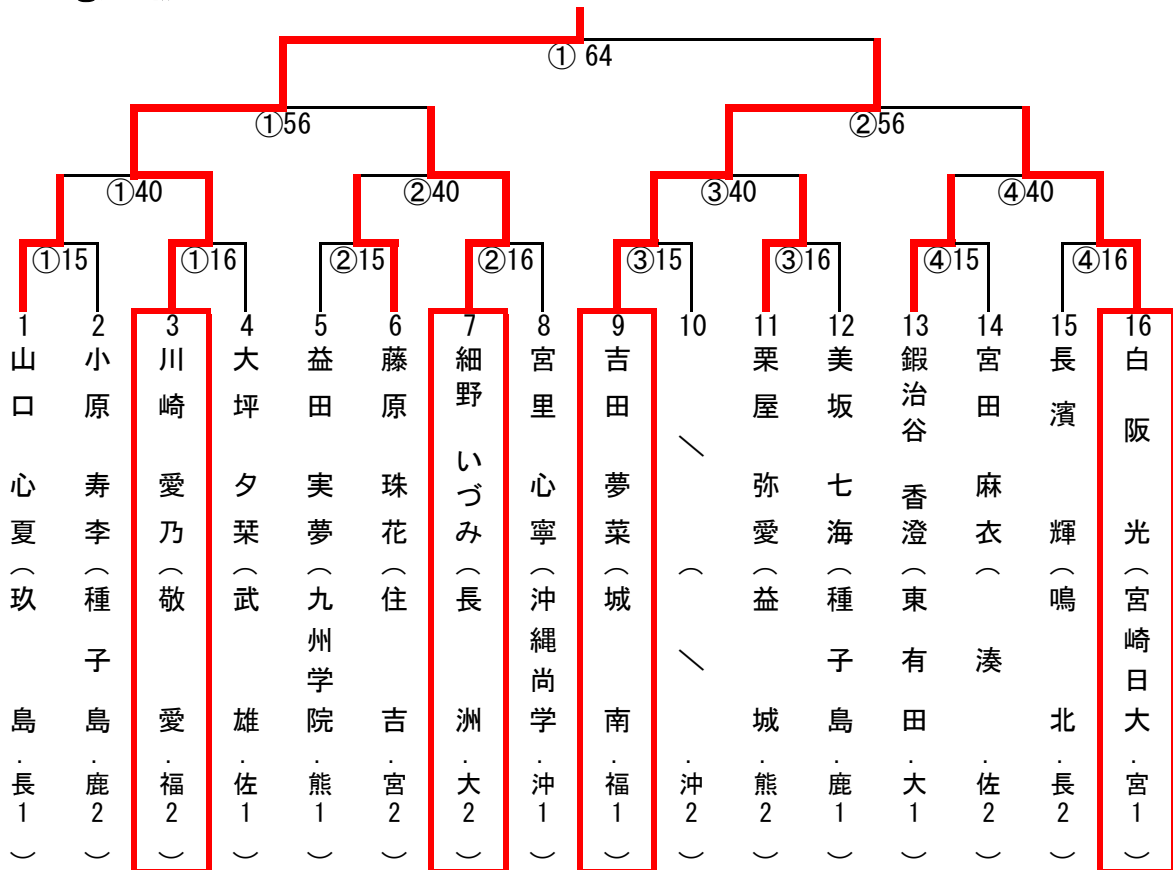 ① 64
①56
②56
①40
②40
③40
④40
①15
①16
②15
②16
③15
③16
④15
④16
1 山口 心夏(玖島.長1)
2 小原 寿李(種子島.鹿2)
3 川崎 愛乃(敬愛.福2)
4 大坪 夕栞(武雄.佐1)
5 益田 実夢(九州学院.熊1)
6 藤原 珠花(住吉.宮2)
7 細野 いづみ(長洲.大2)
8 宮里 心寧(沖縄尚学.沖1)
9 吉田 夢菜(城南.福1)
10 \(\.沖2)
11 栗屋 弥愛(益城.熊2)
12 美坂 七海(種子島.鹿1)
13 鍜治谷 香澄(東有田.大1)
14 宮田 麻衣(湊.佐2)
15 長濱 輝(鳴北.長2)
16 白阪 光(宮崎日大.宮1)